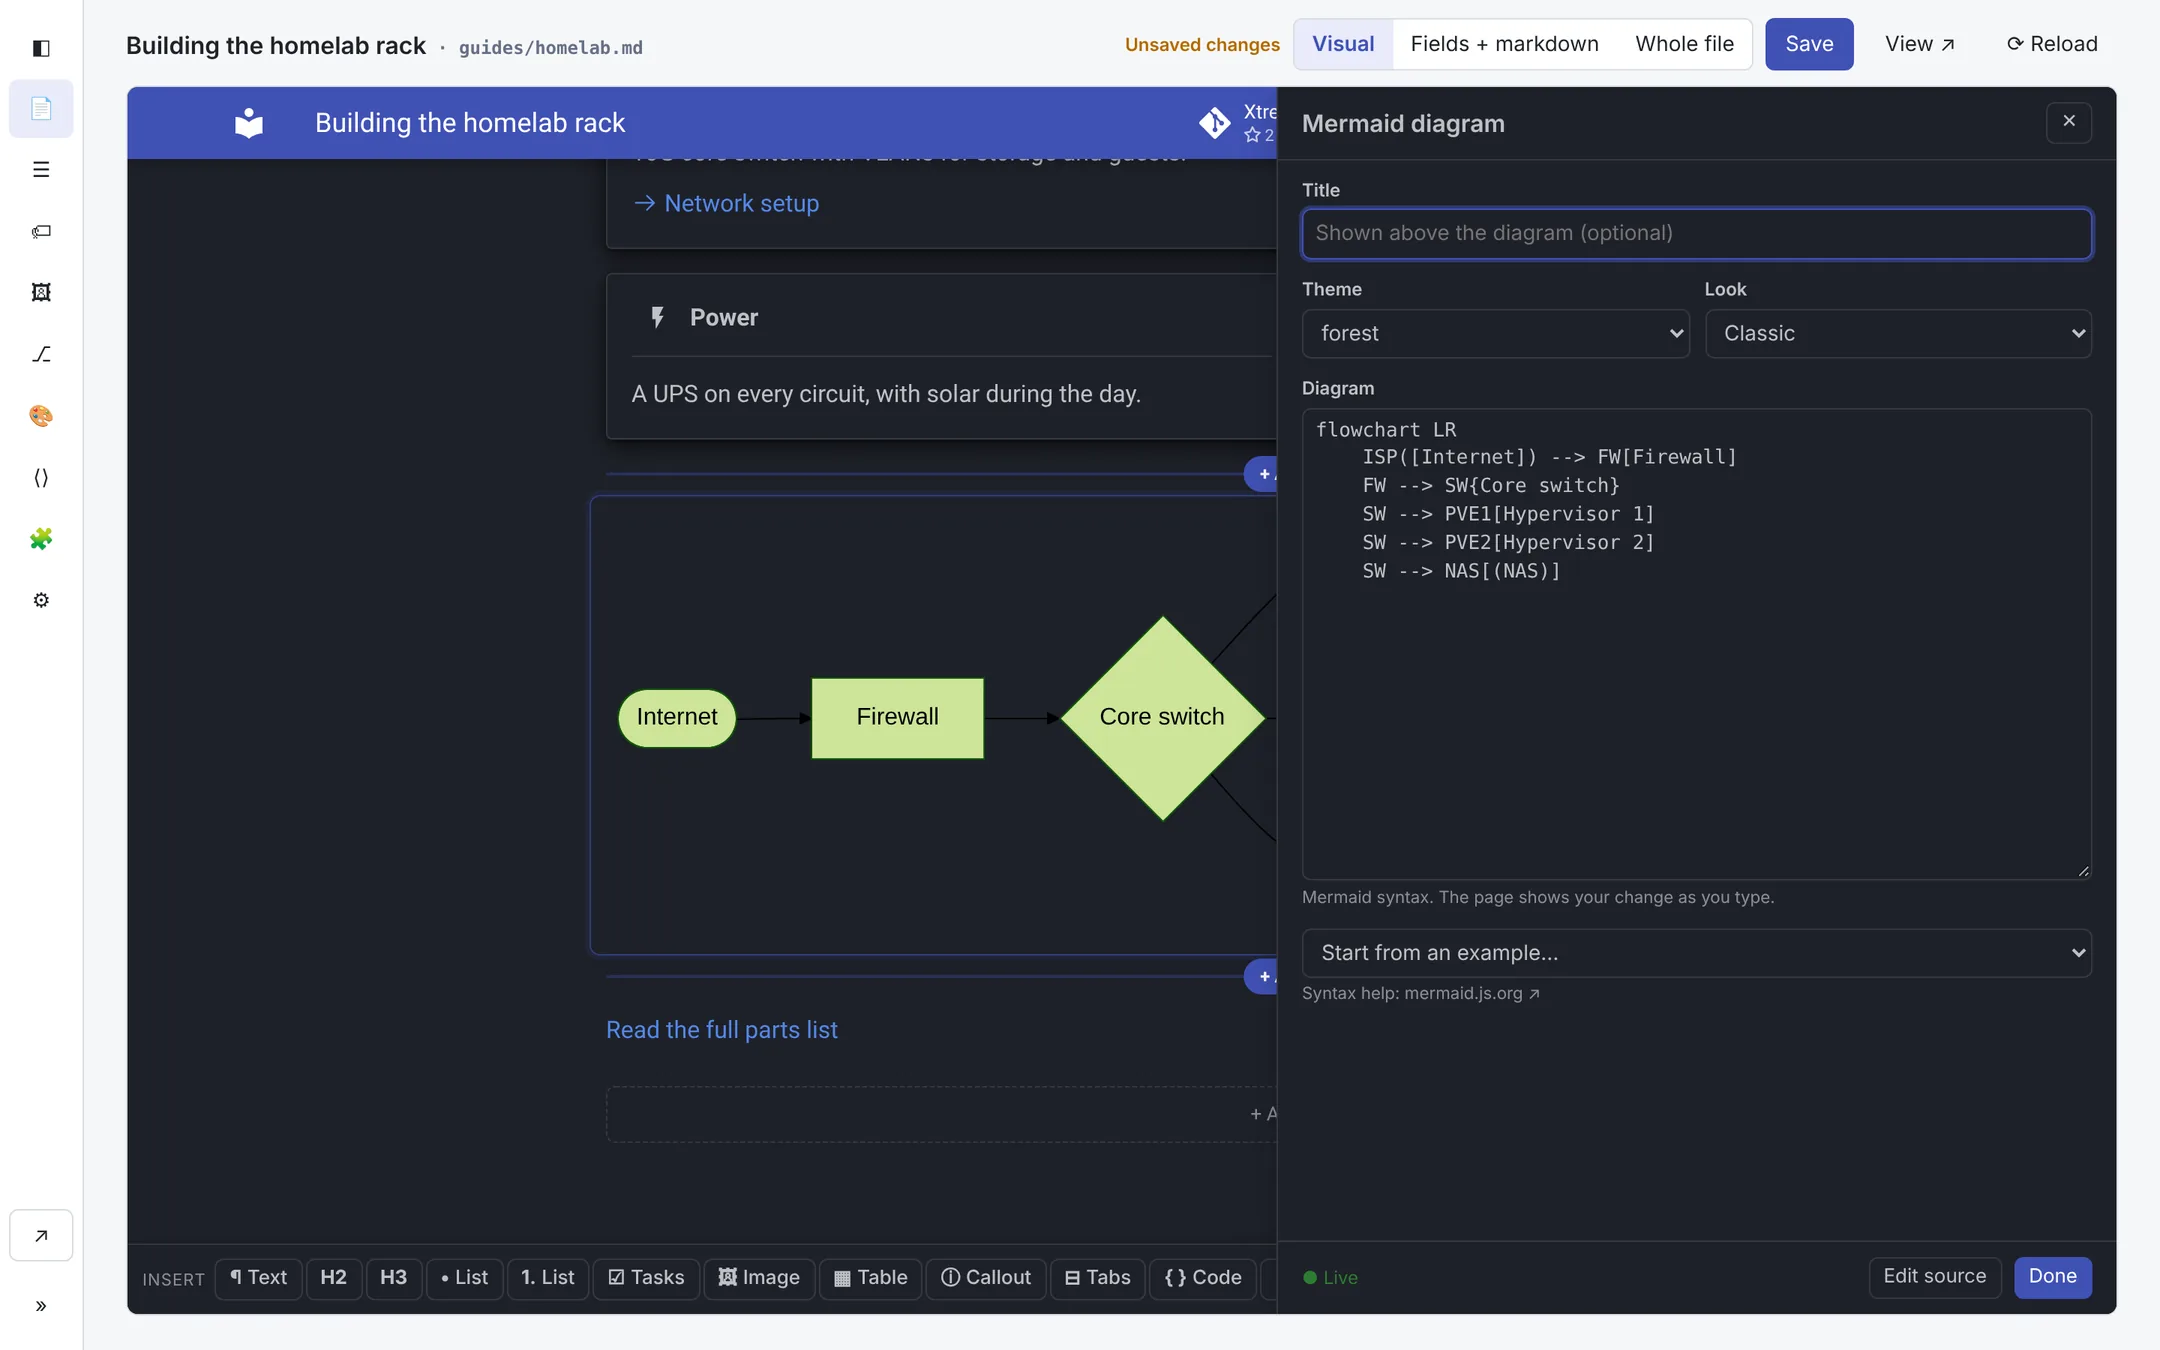 Building the homelab rack · guides/homelab.md
Unsaved changes
Visual
Fields + markdown
Whole file
Save
View ↗
⟳ Reload
Building the homelab rack
Xtre
2
→ Network setup
Power
A UPS on every circuit, with solar during the day.
+
Internet
Firewall
Core switch
+
Read the full parts list
+ A
INSERT
¶ Text
H2
H3
• List
1. List
Tasks
Image
Table
Callout
Tabs
{ } Code
Mermaid diagram
×
Title
Shown above the diagram (optional)
Theme
Look
forest
Classic
Diagram
flowchart LR
    ISP([Internet]) --> FW[Firewall]
    FW --> SW{Core switch}
    SW --> PVE1[Hypervisor 1]
    SW --> PVE2[Hypervisor 2]
    SW --> NAS[(NAS)]
Mermaid syntax. The page shows your change as you type.
Start from an example...
Syntax help: mermaid.js.org ↗
Live
Edit source
Done